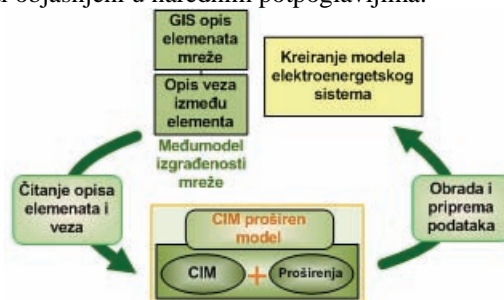 objašnjeni u narednim potpoglavljima.
GIS opis
elemenata
mreže
Opis veza
između
elementa
Međumodel
izgrađenosti
mreže
Kreiranje modela
elektroenergetskog
sistema
Čitanje opisa
elemenata i
veza
Obrada i
priprema
podataka
CIM proširen
model
CIM + Proširenja